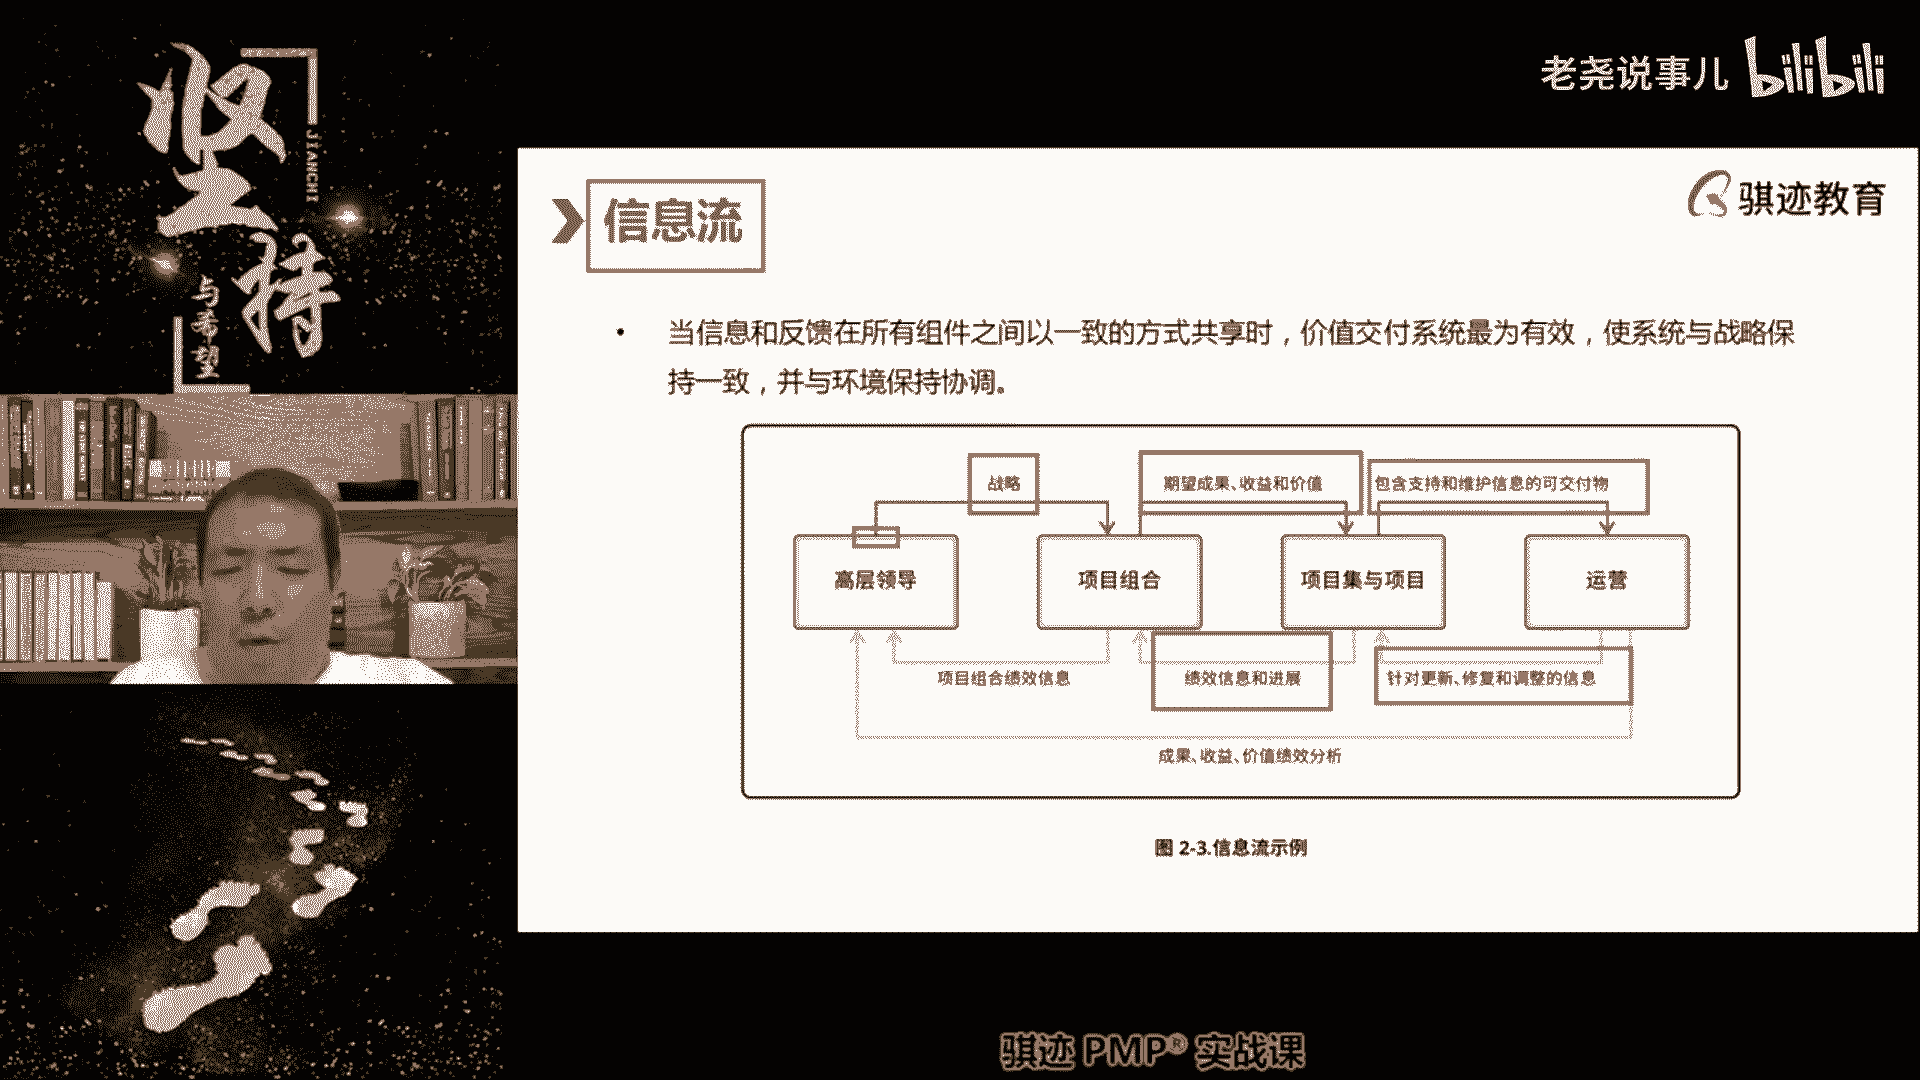 坚持
JIANCHI
与希望
老尧说事儿 bilibili
信息流
骐迹教育
• 当信息和反馈在所有组件之间以一致的方式共享时，价值交付系统最为有效，使系统与战略保
持一致，并与环境保持协调。
战略
期望成果、收益和价值
包含支持和维护信息的可交付物
高层领导
项目组合
项目集与项目
运营
项目组合绩效信息
绩效信息和进展
针对更新、修复和调整的信息
成果、收益、价值绩效分析
图 2-3.信息流示例
骐迹 PMP® 实战课